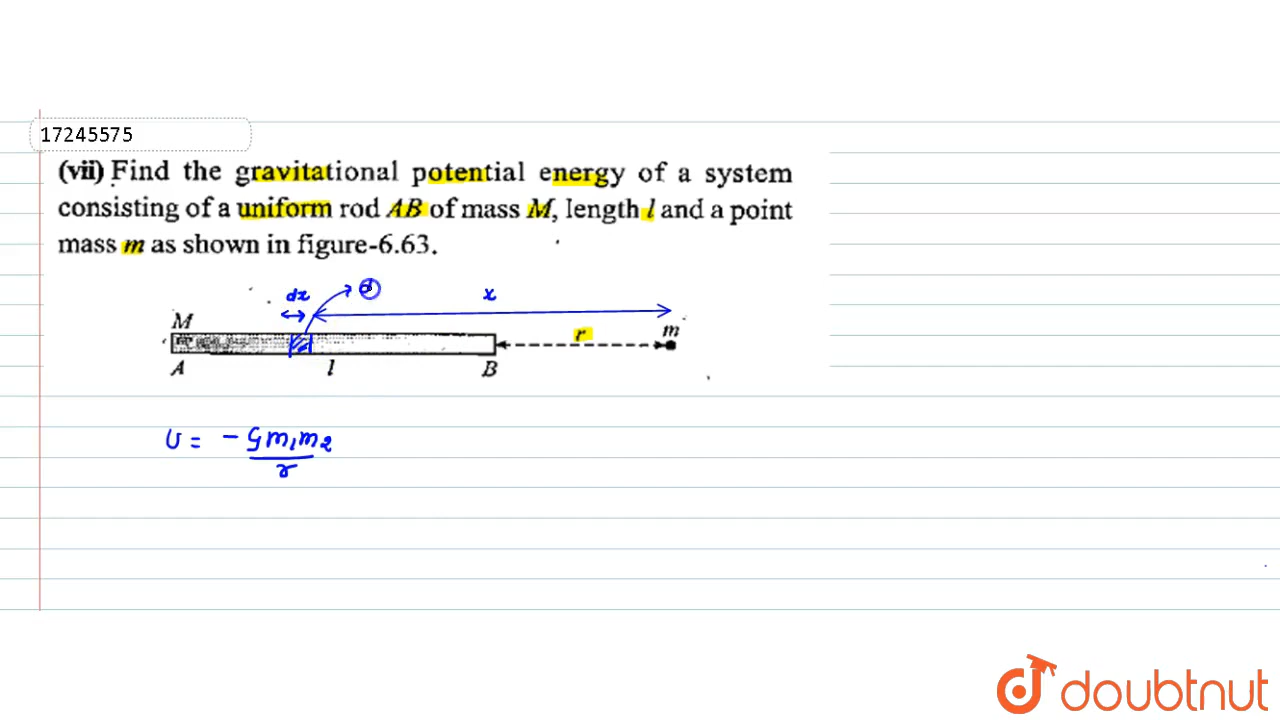 17245575
(vii) Find the gravitational potential energy of a system
consisting of a uniform rod AB of mass M, length l and a point
mass m as shown in figure-6.63.
dx
x
M
r
m
A
l
B
U = - Gm₁m₂
r
doubtnut